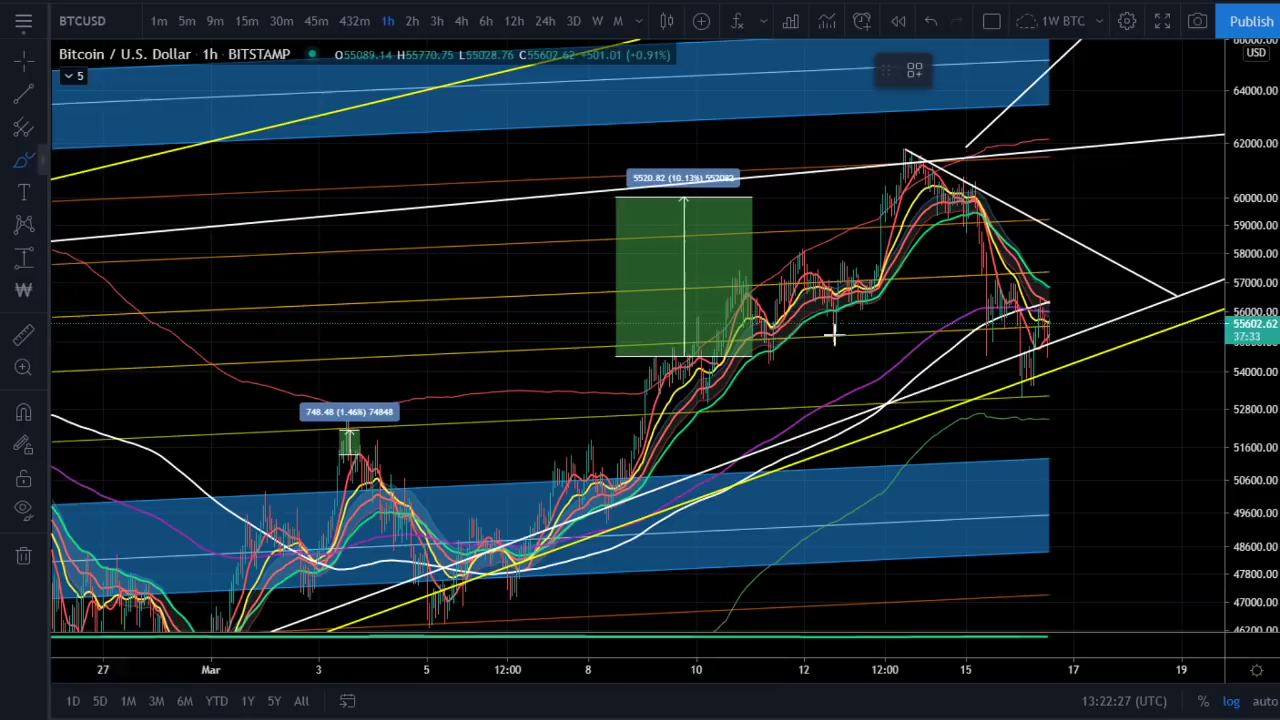 BTCUSD 1m 5m 9m 15m 30m 45m 432m 1h 2h 3h 4h 6h 12h 24h 3D W M 1W BTC Publish
Bitcoin / U.S. Dollar · 1h · BITSTAMP O55089.14 H55770.75 L55028.76 C55602.62 +501.01 (+0.91%)
5
66000.00
USD
64000.00
62000.00
5520.82 (10.13%) 552082
60000.00
59000.00
58000.00
57000.00
56000.00
55602.62
37:33
54000.00
748.48 (1.46%) 74848
52800.00
51600.00
50600.00
49600.00
48600.00
47800.00
47000.00
46200.00
27 Mar 3 5 12:00 8 10 12 12:00 15 17 19
1D 5D 1M 3M 6M YTD 1Y 5Y All 13:22:27 (UTC) % log auto